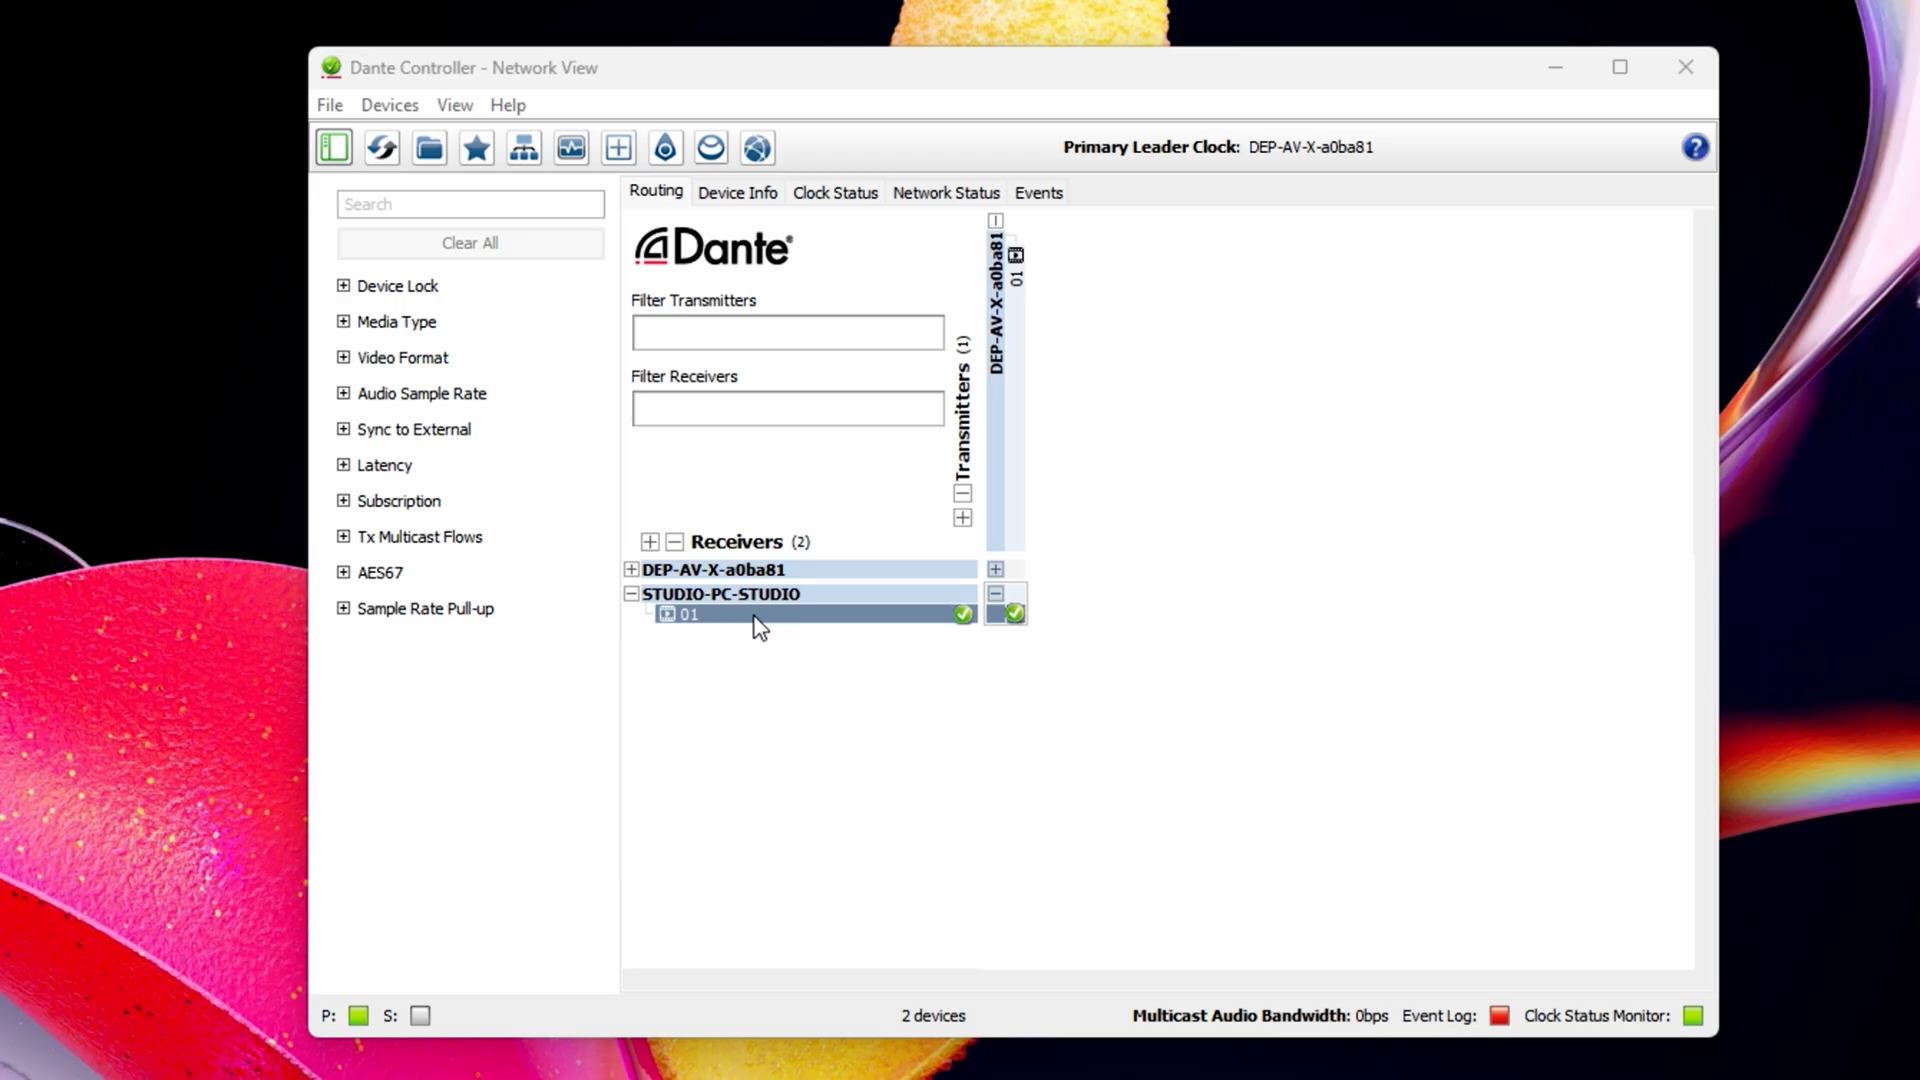 Dante Controller - Network View
File Devices View Help
Primary Leader Clock: DEP-AV-X-a0ba81
?
Search
Clear All
Device Lock
Media Type
Video Format
Audio Sample Rate
Sync to External
Latency
Subscription
Tx Multicast Flows
AES67
Sample Rate Pull-up
Routing Device Info Clock Status Network Status Events
Dante®
Filter Transmitters
Filter Receivers
Transmitters (1)
DEP-AV-X-a0ba81
01
Receivers (2)
DEP-AV-X-a0ba81
STUDIO-PC-STUDIO
01
P: S: 2 devices Multicast Audio Bandwidth: 0bps Event Log: Clock Status Monitor: